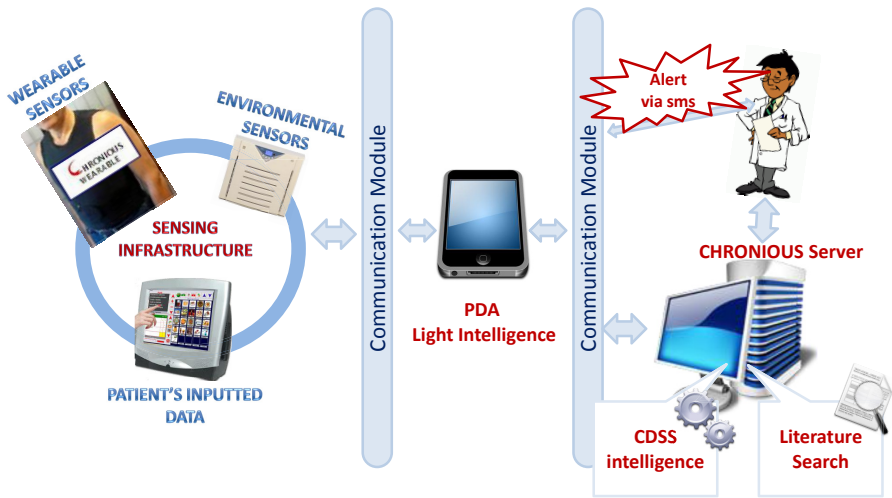 WEARABLE
SENSORS
ENVIRONMENTAL
SENSORS
CHRONIOUS
WEARABLE
SENSING
INFRASTRUCTURE
PATIENT'S INPUTTED
DATA
Communication Module
PDA
Light Intelligence
Communication Module
Alert
via sms
CHRONIOUS Server
CDSS
intelligence
Literature
Search